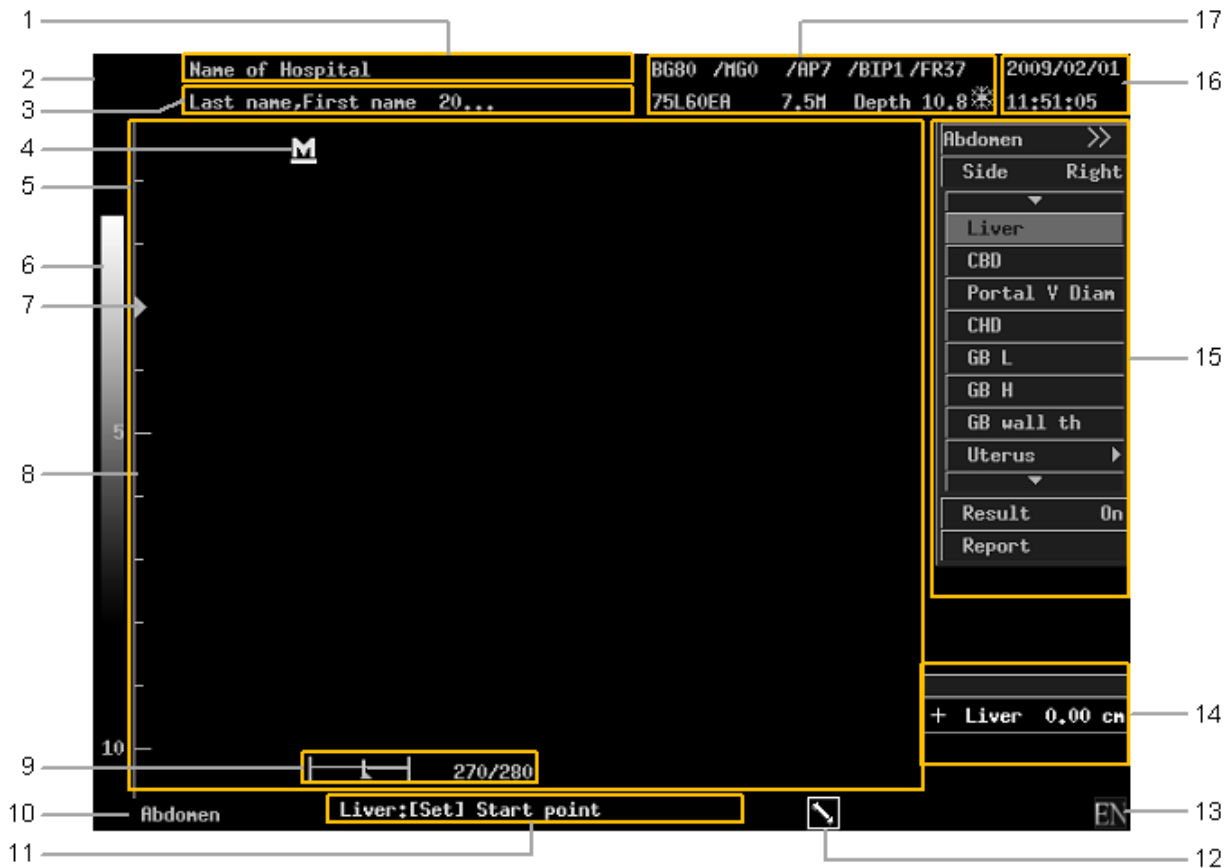 1
17
2
Name of Hospital
BG80 /MG0 /AP7 /BIP1/FR37
2009/02/01
16
3
Last name,First name 20...
75L60EA 7.5M Depth 10.8
11:51:05
4
M
5
Abdomen >>
Side Right
Liver
6
CBD
7
Portal V Diam
CHD
GB L
15
GB H
5
GB wall th
8
Uterus
Result On
Report
+ Liver 0.00 cm
14
10
9
270/280
10
Abdomen
Liver:[Set] Start point
EN
13
11
12